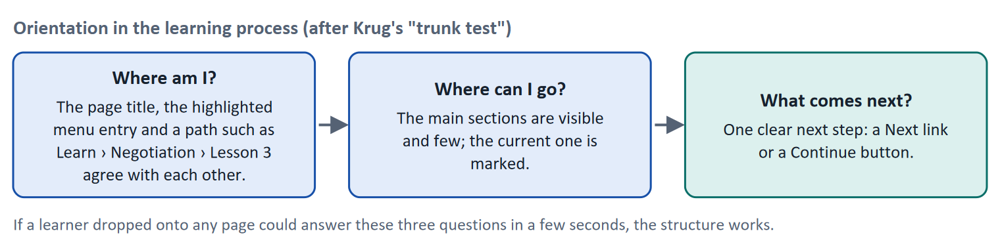 Orientation in the learning process (after Krug's "trunk test")
Where am I?
The page title, the highlighted
menu entry and a path such as
Learn › Negotiation › Lesson 3
agree with each other.
Where can I go?
The main sections are visible
and few; the current one is
marked.
What comes next?
One clear next step: a Next link
or a Continue button.
If a learner dropped onto any page could answer these three questions in a few seconds, the structure works.